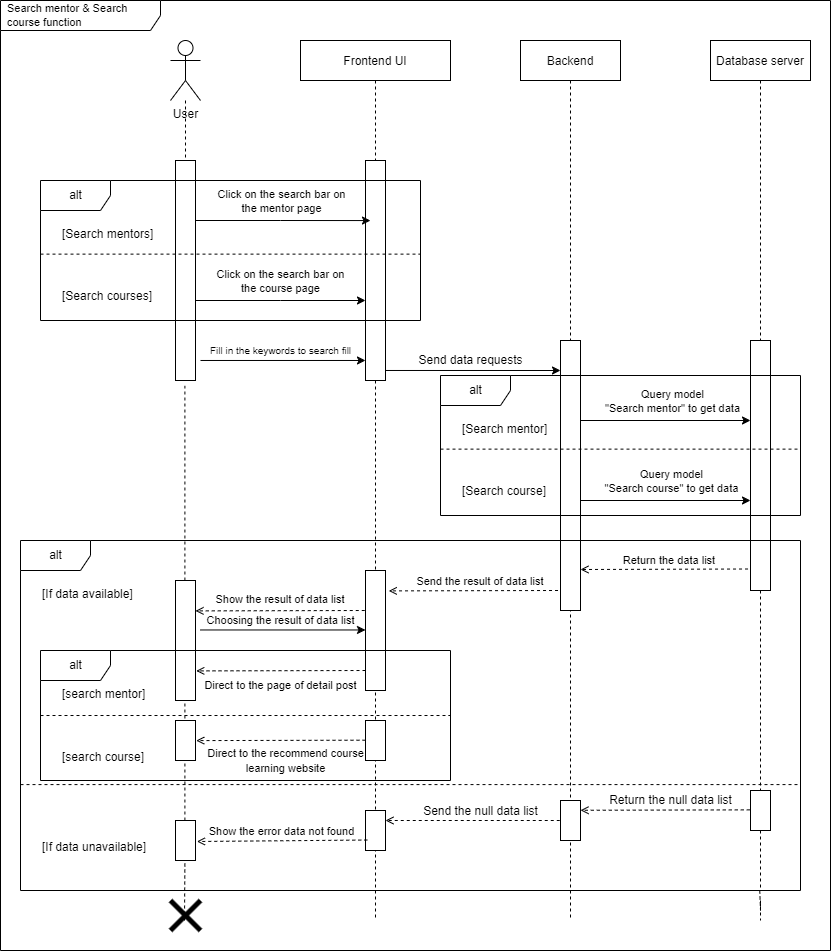 Search mentor & Search
course function
User
Frontend UI
Backend
Database server
alt
Click on the search bar on
the mentor page
[Search mentors]
Click on the search bar on
the course page
[Search courses]
Fill in the keywords to search fill
Send data requests
alt
Query model
"Search mentor" to get data
[Search mentor]
Query model
"Search course" to get data
[Search course]
alt
Return the data list
Send the result of data list
[If data available]
Show the result of data list
Choosing the result of data list
alt
Direct to the page of detail post
[search mentor]
Direct to the recommend course
learning website
[search course]
Return the null data list
Send the null data list
Show the error data not found
[If data unavailable]